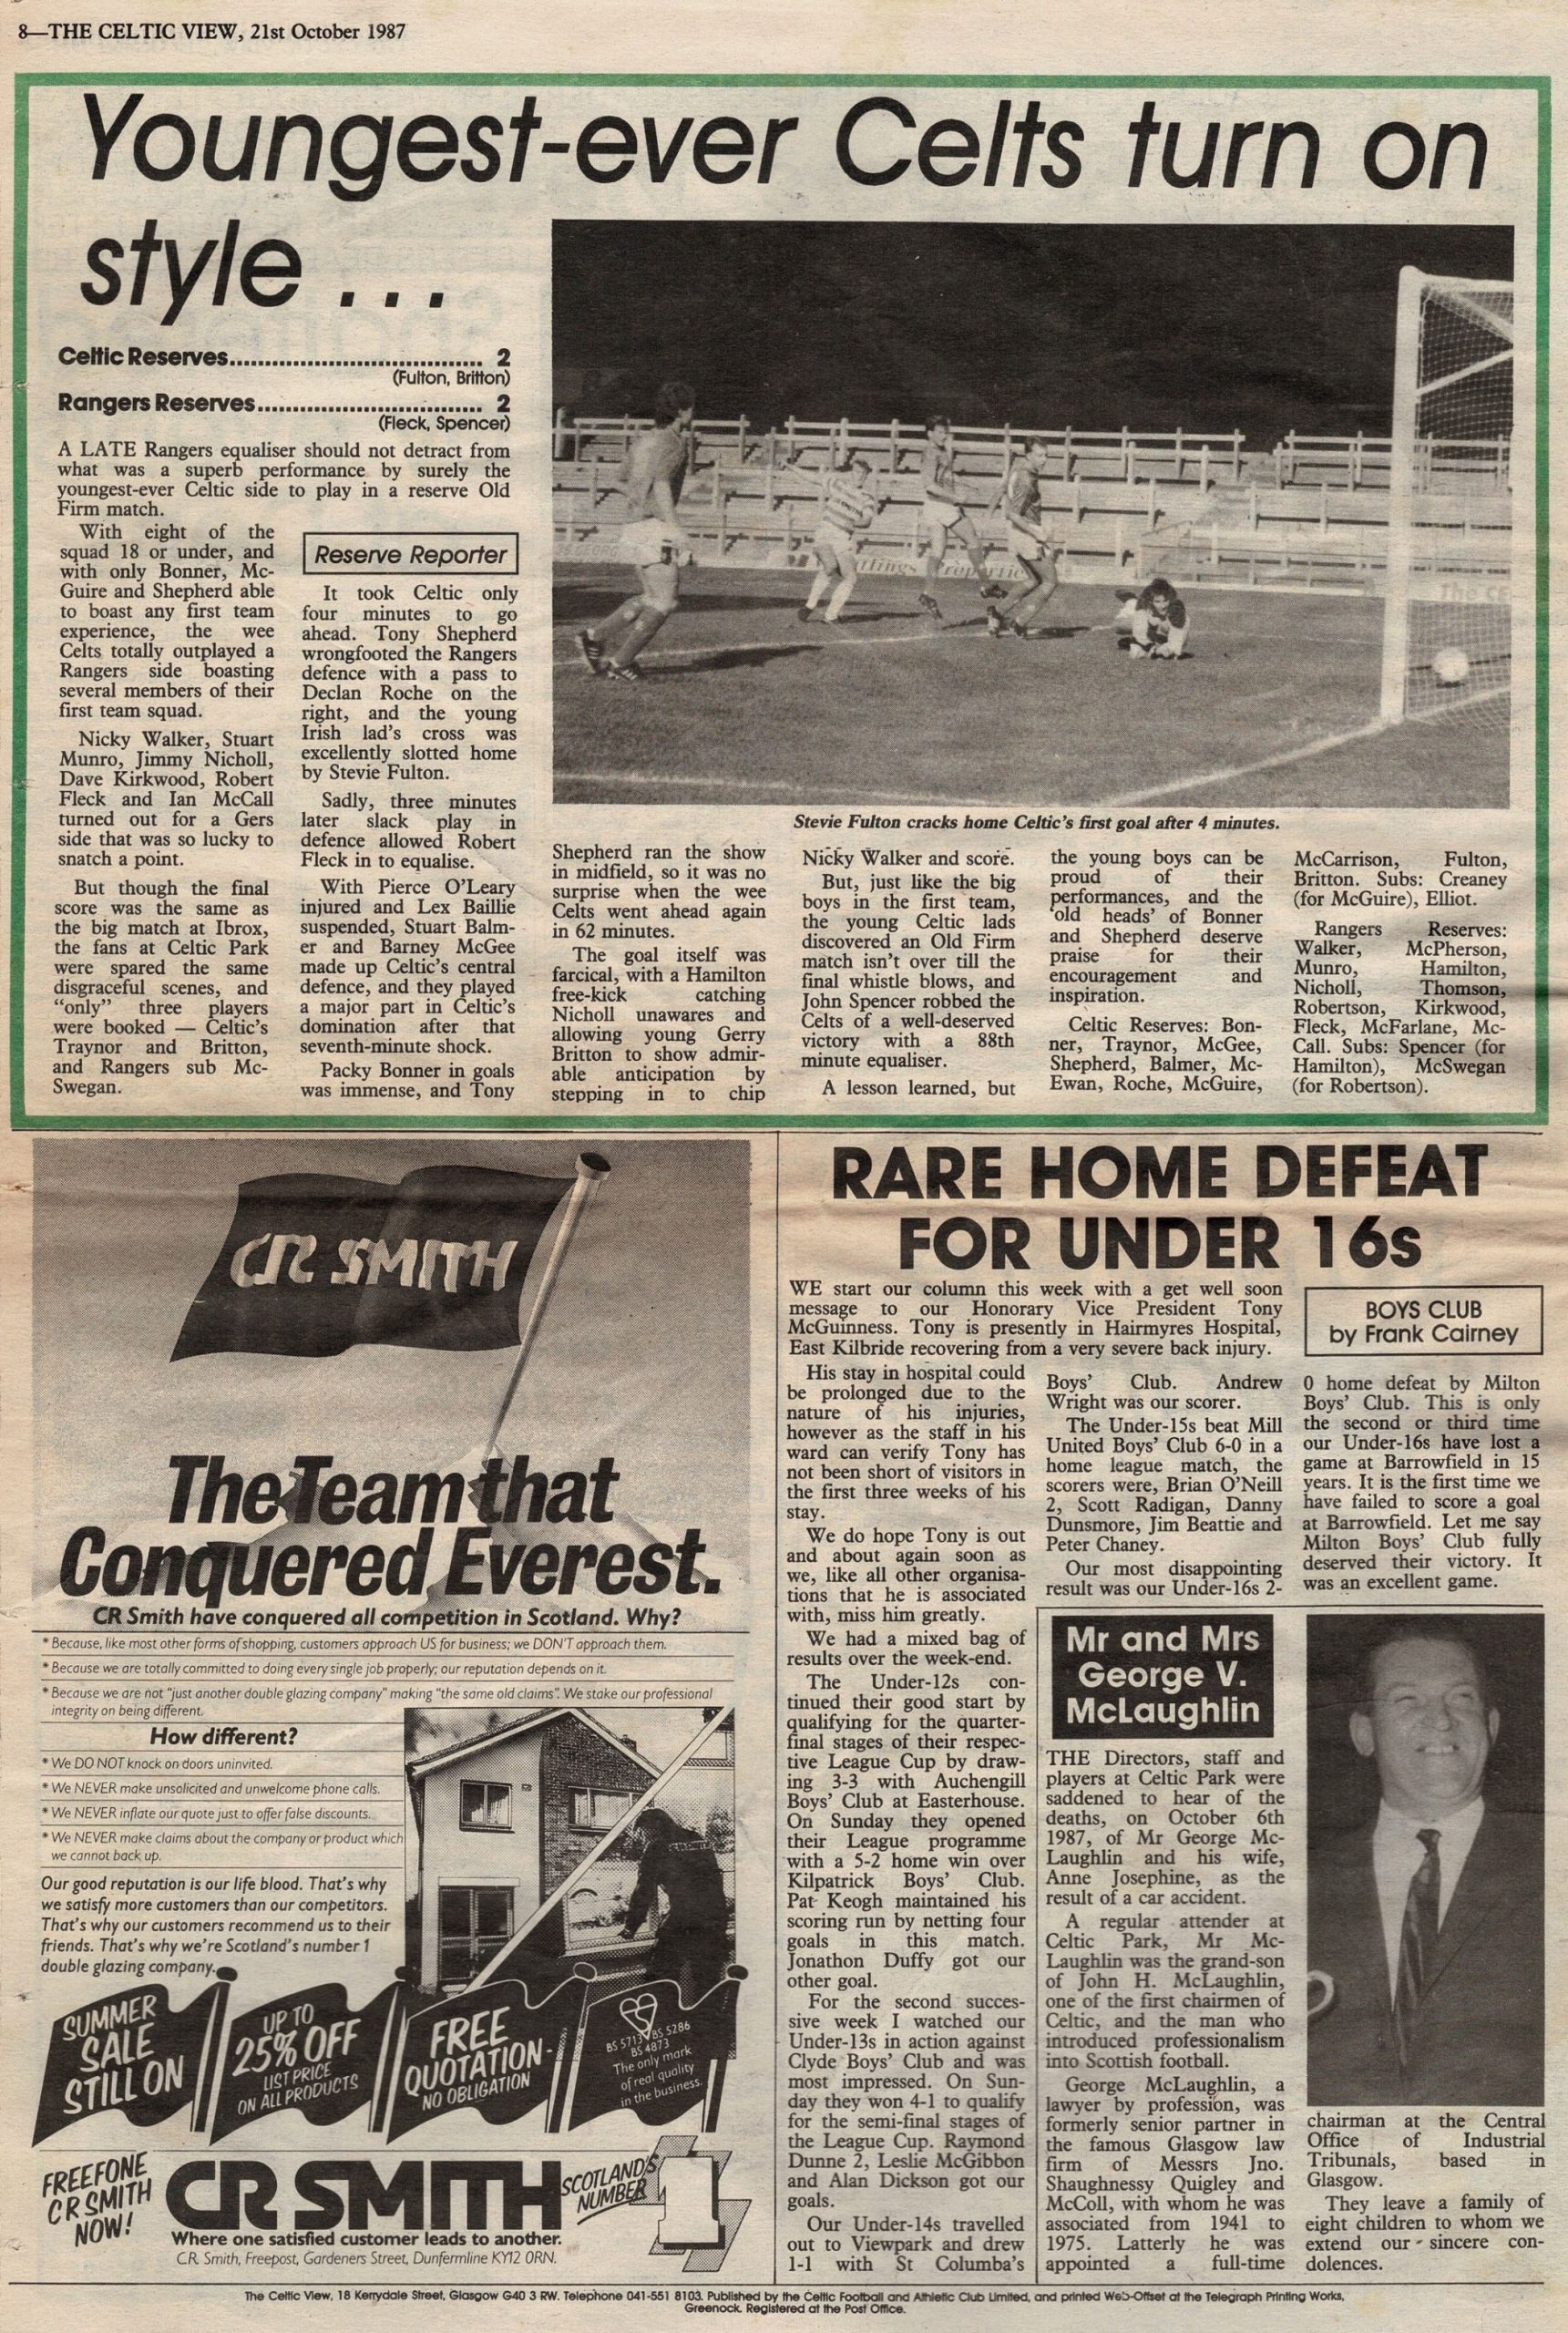 8—THE CELTIC VIEW, 21st October 1987
Youngest-ever Celts turn on
style ...
Celtic Reserves.................................... 2
(Fulton, Britton)
Rangers Reserves................................ 2
(Fleck, Spencer)
A LATE Rangers equaliser should not detract from
what was a superb performance by surely the
youngest-ever Celtic side to play in a reserve Old
Firm match.
With eight of the
squad 18 or under, and
with only Bonner, Mc-
Guire and Shepherd able
to boast any first team
experience, the wee
Celts totally outplayed a
Rangers side boasting
several members of their
first team squad.
Nicky Walker, Stuart
Munro, Jimmy Nicholl,
Dave Kirkwood, Robert
Fleck and Ian McCall
turned out for a Gers
side that was so lucky to
snatch a point.
But though the final
score was the same as
the big match at Ibrox,
the fans at Celtic Park
were spared the same
disgraceful scenes, and
“only” three players
were booked — Celtic's
Traynor and Britton,
and Rangers sub Mc-
Swegan.
Reserve Reporter
It took Celtic only
four minutes to go
ahead. Tony Shepherd
wrongfooted the Rangers
defence with a pass to
Declan Roche on the
right, and the young
Irish lad's cross was
excellently slotted home
by Stevie Fulton.
Sadly, three minutes
later slack play in
defence allowed Robert
Fleck in to equalise.
With Pierce O'Leary
injured and Lex Baillie
suspended, Stuart Balm-
er and Barney McGee
made up Celtic's central
defence, and they played
a major part in Celtic's
domination after that
seventh-minute shock.
Packy Bonner in goals
was immense, and Tony
Stevie Fulton cracks home Celtic's first goal after 4 minutes.
Shepherd ran the show
in midfield, so it was no
surprise when the wee
Celts went ahead again
in 62 minutes.
The goal itself was
farcical, with a Hamilton
free-kick catching
Nicholl unawares and
allowing young Gerry
Britton to show admir-
able anticipation by
stepping in to chip
Nicky Walker and score.
But, just like the big
boys in the first team,
the young Celtic lads
discovered an Old Firm
match isn't over till the
final whistle blows, and
John Spencer robbed the
Celts of a well-deserved
victory with a 88th
minute equaliser.
A lesson learned, but
the young boys can be
proud of their
performances, and the
'old heads' of Bonner
and Shepherd deserve
praise for their
encouragement and
inspiration.
Celtic Reserves: Bon-
ner, Traynor, McGee,
Shepherd, Balmer, Mc-
Ewan, Roche, McGuire,
McCarrison, Fulton,
Britton. Subs: Creaney
(for McGuire), Elliot.
Rangers Reserves:
Walker, McPherson,
Munro, Hamilton,
Nicholl, Thomson,
Robertson, Kirkwood,
Fleck, McFarlane, Mc-
Call. Subs: Spencer (for
Hamilton), McSwegan
(for Robertson).
CR SMITH
The Team that
Conquered Everest.
CR Smith have conquered all competition in Scotland. Why?
* Because, like most other forms of shopping, customers approach US for business; we DON'T approach them.
* Because we are totally committed to doing every single job properly; our reputation depends on it.
* Because we are not “just another double glazing company” making “the same old claims”. We stake our professional
integrity on being different.
How different?
* We DO NOT knock on doors uninvited.
* We NEVER make unsolicited and unwelcome phone calls.
* We NEVER inflate our quote just to offer false discounts.
* We NEVER make claims about the company or product which
we cannot back up.
Our good reputation is our life blood. That's why
we satisfy more customers than our competitors.
That's why our customers recommend us to their
friends. That's why we're Scotland's number 1
double glazing company.
SUMMER
SALE
STILL ON
UP TO
25% OFF
LIST PRICE
ON ALL PRODUCTS
FREE
QUOTATION-
NO OBLIGATION
BS 5713 BS 5286
BS 4873
The only mark
of real quality
in the business.
FREEFONE
CR SMITH
NOW!
CR SMITH
SCOTLAND'S
NUMBER
1
Where one satisfied customer leads to another.
C.R. Smith, Freepost, Gardeners Street, Dunfermline KY12 0RN.
RARE HOME DEFEAT
FOR UNDER 16s
WE start our column this week with a get well soon
message to our Honorary Vice President Tony
McGuinness. Tony is presently in Hairmyres Hospital,
East Kilbride recovering from a very severe back injury.
BOYS CLUB
by Frank Cairney
His stay in hospital could
be prolonged due to the
nature of his injuries,
however as the staff in his
ward can verify Tony has
not been short of visitors in
the first three weeks of his
stay.
We do hope Tony is out
and about again soon as
we, like all other organisa-
tions that he is associated
with, miss him greatly.
We had a mixed bag of
results over the week-end.
The Under-12s con-
tinued their good start by
qualifying for the quarter-
final stages of their respec-
tive League Cup by draw-
ing 3-3 with Auchengill
Boys' Club at Easterhouse.
On Sunday they opened
their League programme
with a 5-2 home win over
Kilpatrick Boys' Club.
Pat Keogh maintained his
scoring run by netting four
goals in this match.
Jonathon Duffy got our
other goal.
For the second succes-
sive week I watched our
Under-13s in action against
Clyde Boys' Club and was
most impressed. On Sun-
day they won 4-1 to qualify
for the semi-final stages of
the League Cup. Raymond
Dunne 2, Leslie McGibbon
and Alan Dickson got our
goals.
Our Under-14s travelled
out to Viewpark and drew
1-1 with St Columba's
Boys' Club. Andrew
Wright was our scorer.
The Under-15s beat Mill
United Boys' Club 6-0 in a
home league match, the
scorers were, Brian O'Neill
2, Scott Radigan, Danny
Dunsmore, Jim Beattie and
Peter Chaney.
Our most disappointing
result was our Under-16s 2-
0 home defeat by Milton
Boys' Club. This is only
the second or third time
our Under-16s have lost a
game at Barrowfield in 15
years. It is the first time we
have failed to score a goal
at Barrowfield. Let me say
Milton Boys' Club fully
deserved their victory. It
was an excellent game.
Mr and Mrs
George V.
McLaughlin
THE Directors, staff and
players at Celtic Park were
saddened to hear of the
deaths, on October 6th
1987, of Mr George Mc-
Laughlin and his wife,
Anne Josephine, as the
result of a car accident.
A regular attender at
Celtic Park, Mr Mc-
Laughlin was the grand-son
of John H. McLaughlin,
one of the first chairmen of
Celtic, and the man who
introduced professionalism
into Scottish football.
George McLaughlin, a
lawyer by profession, was
formerly senior partner in
the famous Glasgow law
firm of Messrs Jno.
Shaughnessy Quigley and
McColl, with whom he was
associated from 1941 to
1975. Latterly he was
appointed a full-time
chairman at the Central
Office of Industrial
Tribunals, based in
Glasgow.
They leave a family of
eight children to whom we
extend our sincere con-
dolences.
The Celtic View, 18 Kerrydale Street, Glasgow G40 3 RW. Telephone 041-551 8103. Published by the Celtic Football and Athletic Club Limited, and printed Web-Offset at the Telegraph Printing Works,
Greenock. Registered at the Post Office.